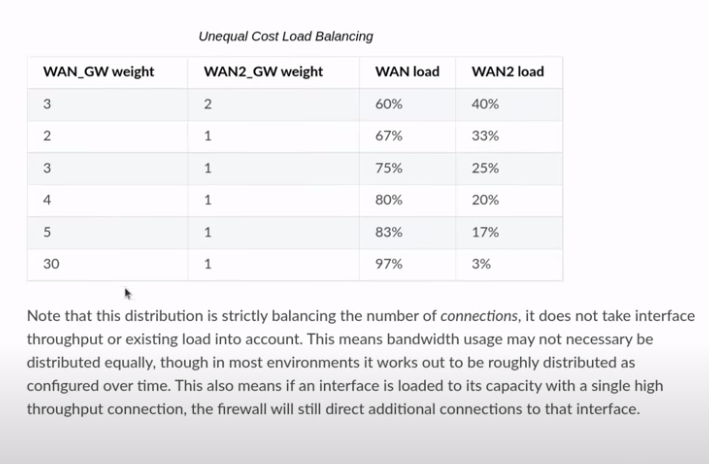 Unequal Cost Load Balancing
WAN_GW weight WAN2_GW weight WAN load WAN2 load
3 2 60% 40%
2 1 67% 33%
3 1 75% 25%
4 1 80% 20%
5 1 83% 17%
30 1 97% 3%
Note that this distribution is strictly balancing the number of connections, it does not take interface
throughput or existing load into account. This means bandwidth usage may not necessary be
distributed equally, though in most environments it works out to be roughly distributed as
configured over time. This also means if an interface is loaded to its capacity with a single high
throughput connection, the firewall will still direct additional connections to that interface.